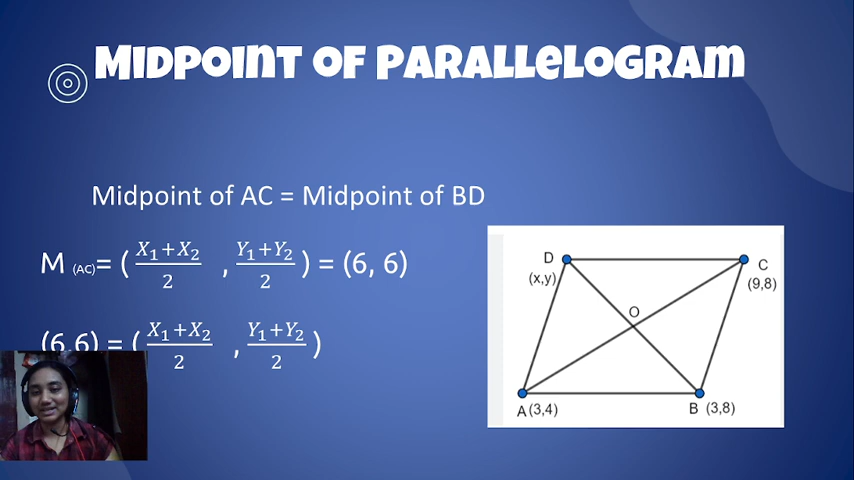 MIDPOINT OF PARALLELOGRAM
Midpoint of AC = Midpoint of BD
M (AC)= ( X₁+X₂/2 , Y₁+Y₂/2 ) = (6, 6)
(6,6) = ( X₁+X₂/2 , Y₁+Y₂/2 )
D
(x,y)
C
(9,8)
O
A (3,4)
B (3,8)